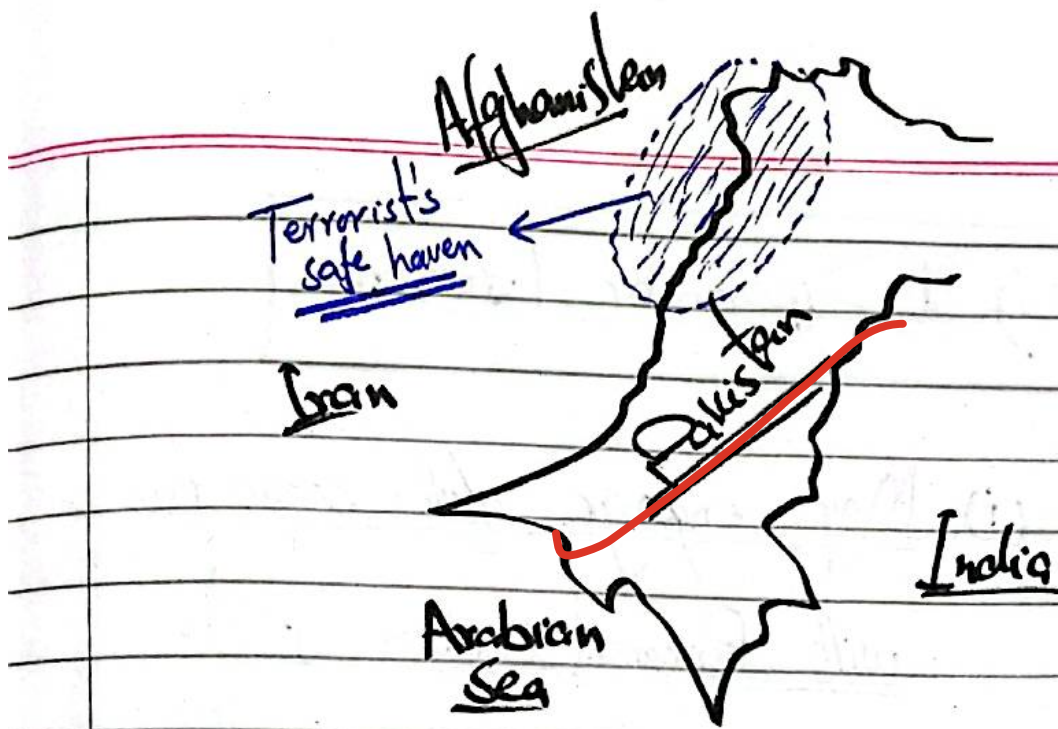 Afghanistan
Terrorist's
safe haven
Iran
Pakistan
India
Arabian
Sea